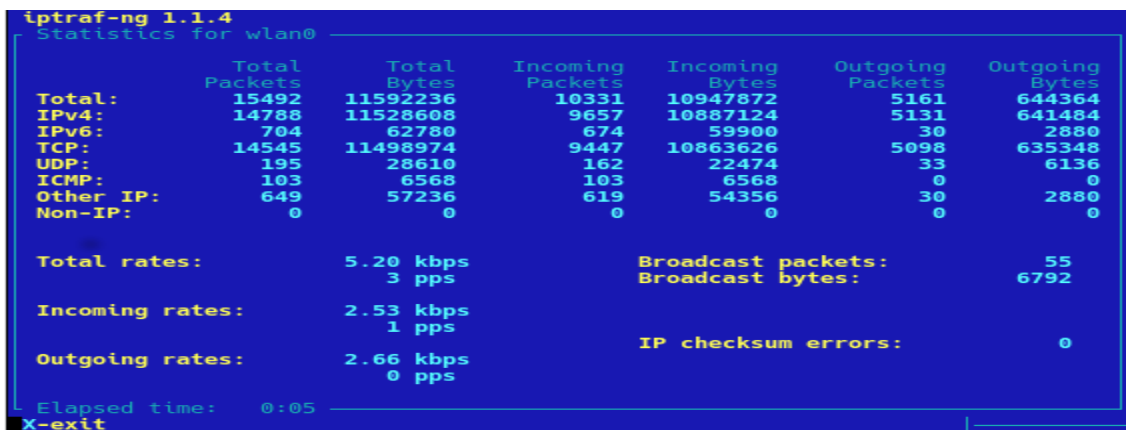 iptraf-ng 1.1.4
Statistics for wlan0
Total Total Incoming Incoming Outgoing Outgoing
Packets Bytes Packets Bytes Packets Bytes
Total: 15492 11592236 10331 10947872 5161 644364
IPv4: 14788 11528608 9657 10887124 5131 641484
IPv6: 704 62780 674 59900 30 2880
TCP: 14545 11498974 9447 10863626 5098 635348
UDP: 195 28610 162 22474 33 6136
ICMP: 103 6568 103 6568 0 0
Other IP: 649 57236 619 54356 30 2880
Non-IP: 0 0 0 0 0 0
Total rates: 5.20 kbps Broadcast packets: 55
3 pps Broadcast bytes: 6792
Incoming rates: 2.53 kbps
1 pps
IP checksum errors: 0
Outgoing rates: 2.66 kbps
0 pps
Elapsed time: 0:05
X-exit